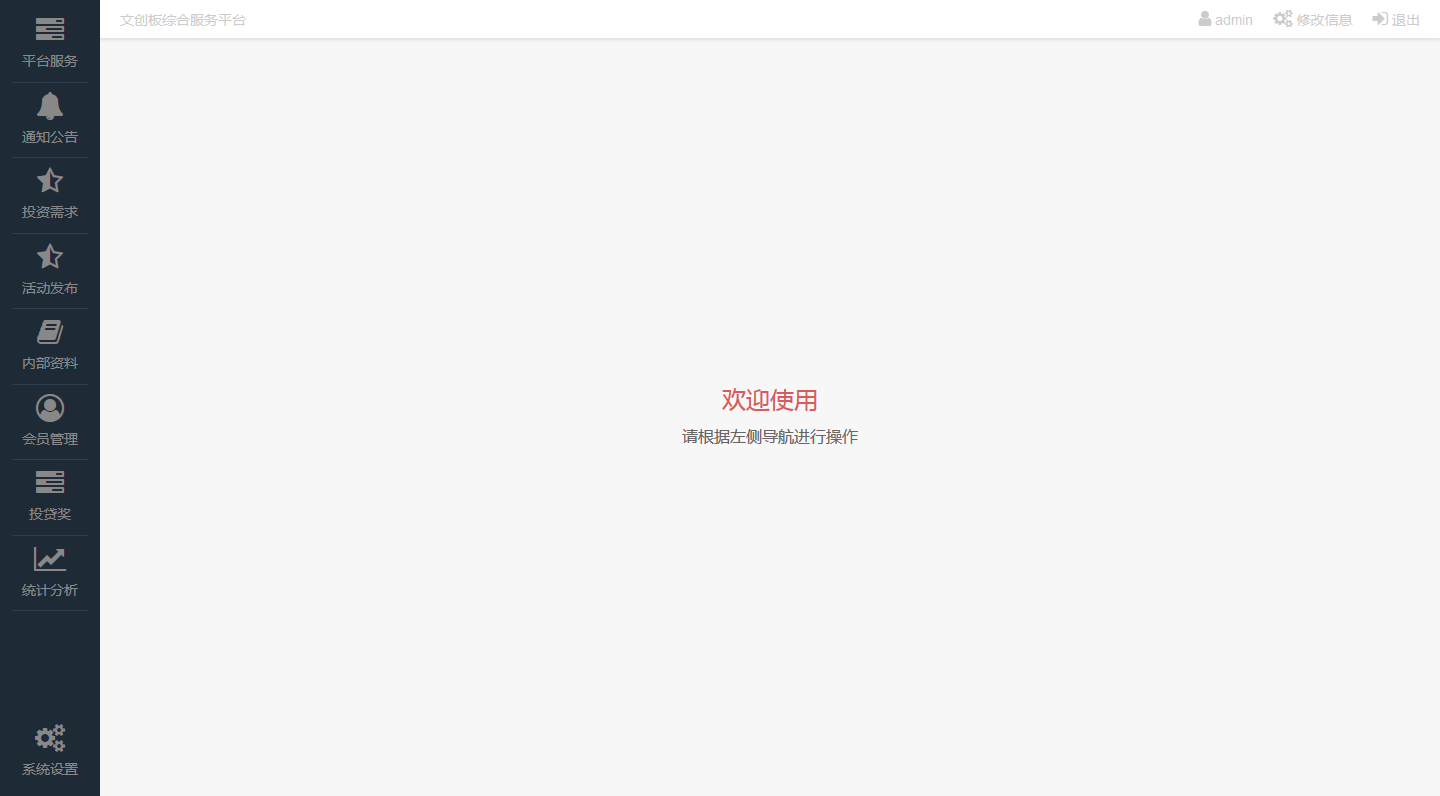 文创板综合服务平台
admin
修改信息
退出
平台服务
通知公告
投资需求
活动发布
内部资料
会员管理
投贷奖
统计分析
系统设置
欢迎使用
请根据左侧导航进行操作